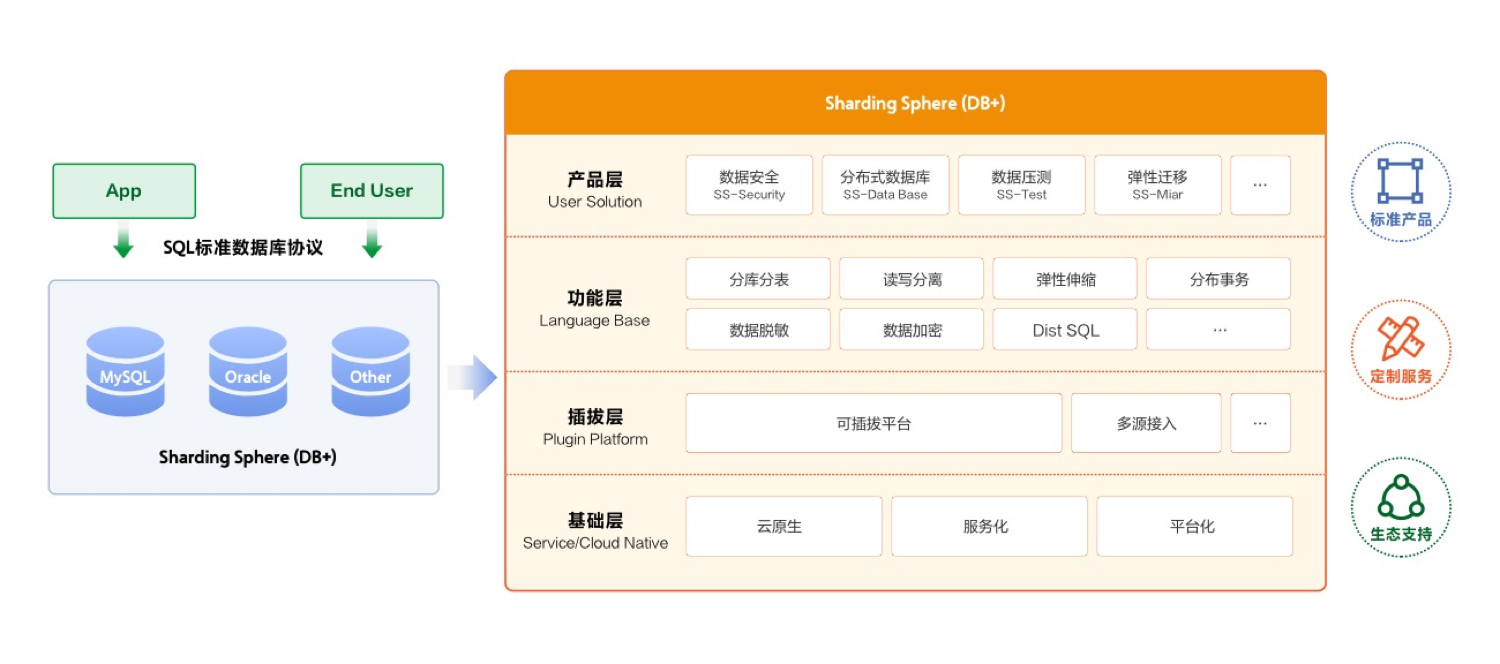 App
End User
SQL标准数据库协议
MySQL
Oracle
Other
Sharding Sphere (DB+)
Sharding Sphere (DB+)
产品层
User Solution
数据安全
SS-Security
分布式数据库
SS-Data Base
数据压测
SS-Test
弹性迁移
SS-Miar
...
功能层
Language Base
分库分表
读写分离
弹性伸缩
分布事务
数据脱敏
数据加密
Dist SQL
...
插拔层
Plugin Platform
可插拔平台
多源接入
...
基础层
Service/Cloud Native
云原生
服务化
平台化
标准产品
定制服务
生态支持